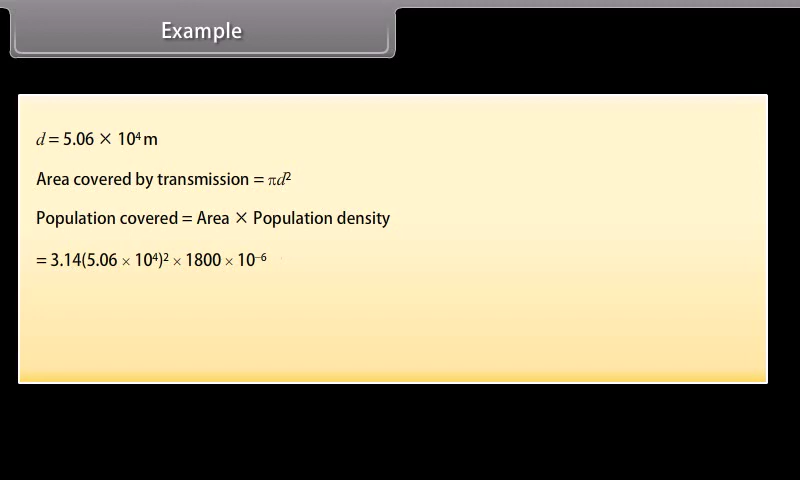 Example
d = 5.06 × 10⁴ m
Area covered by transmission = πd²
Population covered = Area × Population density
= 3.14(5.06 × 10⁴)² × 1800 × 10⁻⁶